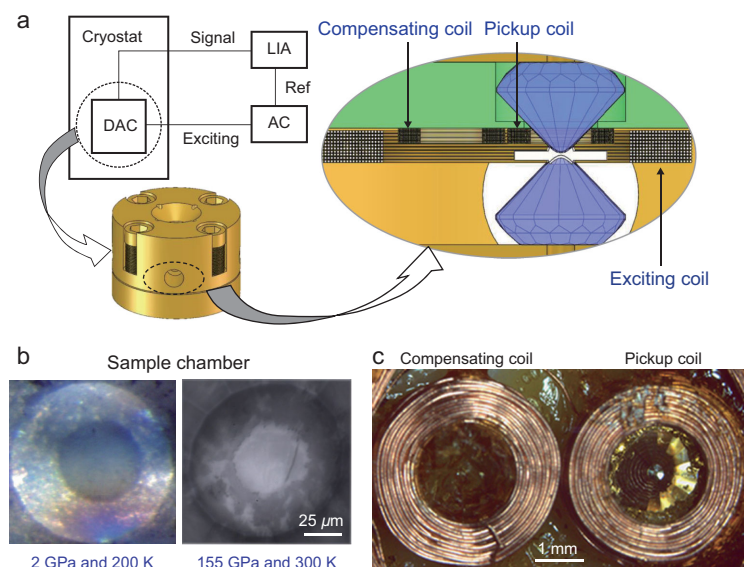 a
Cryostat
Signal
LIA
Ref
DAC
Exciting
AC
Compensating coil
Pickup coil
Exciting coil
b
Sample chamber
25 µm
2 GPa and 200 K
155 GPa and 300 K
c
Compensating coil
Pickup coil
1 mm